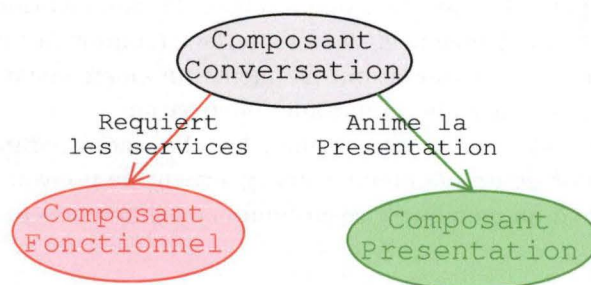 Composant
Conversation
Requiert
les services
Anime la
Presentation
Composant
Fonctionnel
Composant
Presentation